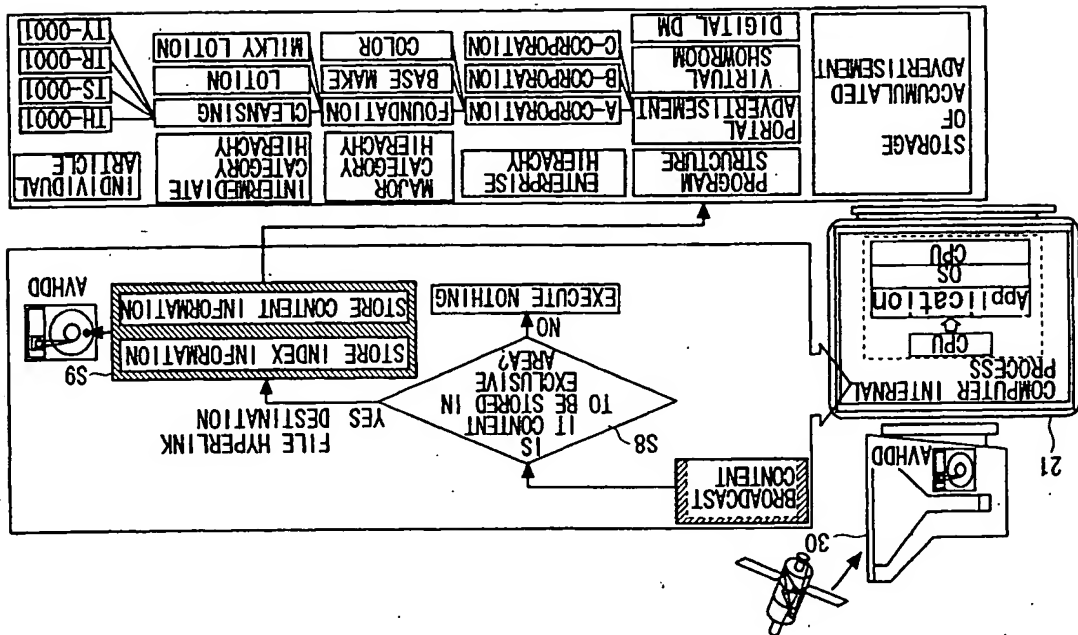 30
AVHDD
21
COMPUTER INTERNAL
PROCESS
CPU
Application
OS
CPU
BROADCAST
CONTENT
S8
IS
IT CONTENT
TO BE STORED IN
EXCLUSIVE
AREA?
YES
FILE HYPERLINK
DESTINATION
NO
EXECUTE NOTHING
S9
STORE INDEX INFORMATION
STORE CONTENT INFORMATION
AVHDD
STORAGE
OF
ACCUMULATED
ADVERTISEMENT
PROGRAM
STRUCTURE
PORTAL
ADVERTISEMENT
VIRTUAL
SHOWROOM
DIGITAL DM
ENTERPRISE
HIERACHY
A-CORPORATION
B-CORPORATION
C-CORPORATION
MAJOR
CATEGORY
HIERACHY
FOUNDATION
BASE MAKE
COLOR
INTERMEDIATE
CATEGORY
HIERACHY
CLEANSING
LOTION
MILKY LOTION
INDIVIDUAL
ARTICLE
TH-0001
TS-0001
TR-0001
TY-0001